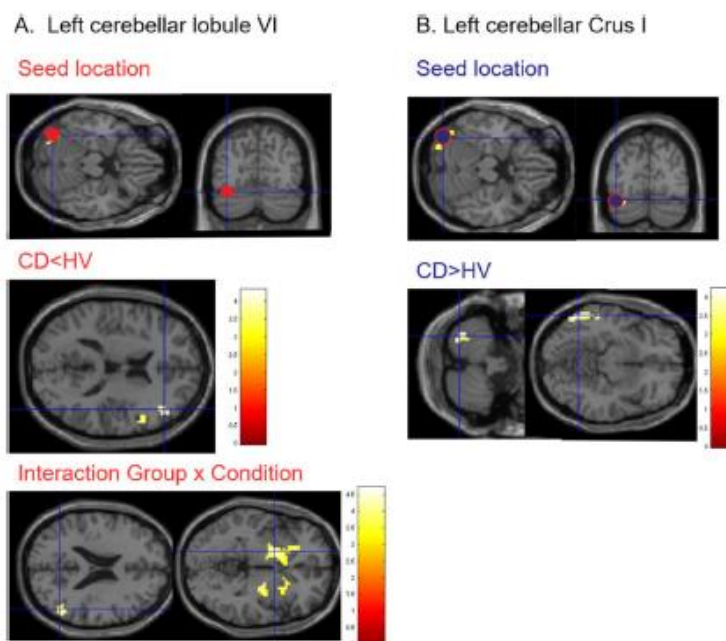 A. Left cerebellar lobule VI
Seed location
CD<HV
Interaction Group x Condition
B. Left cerebellar Crus I
Seed location
CD>HV